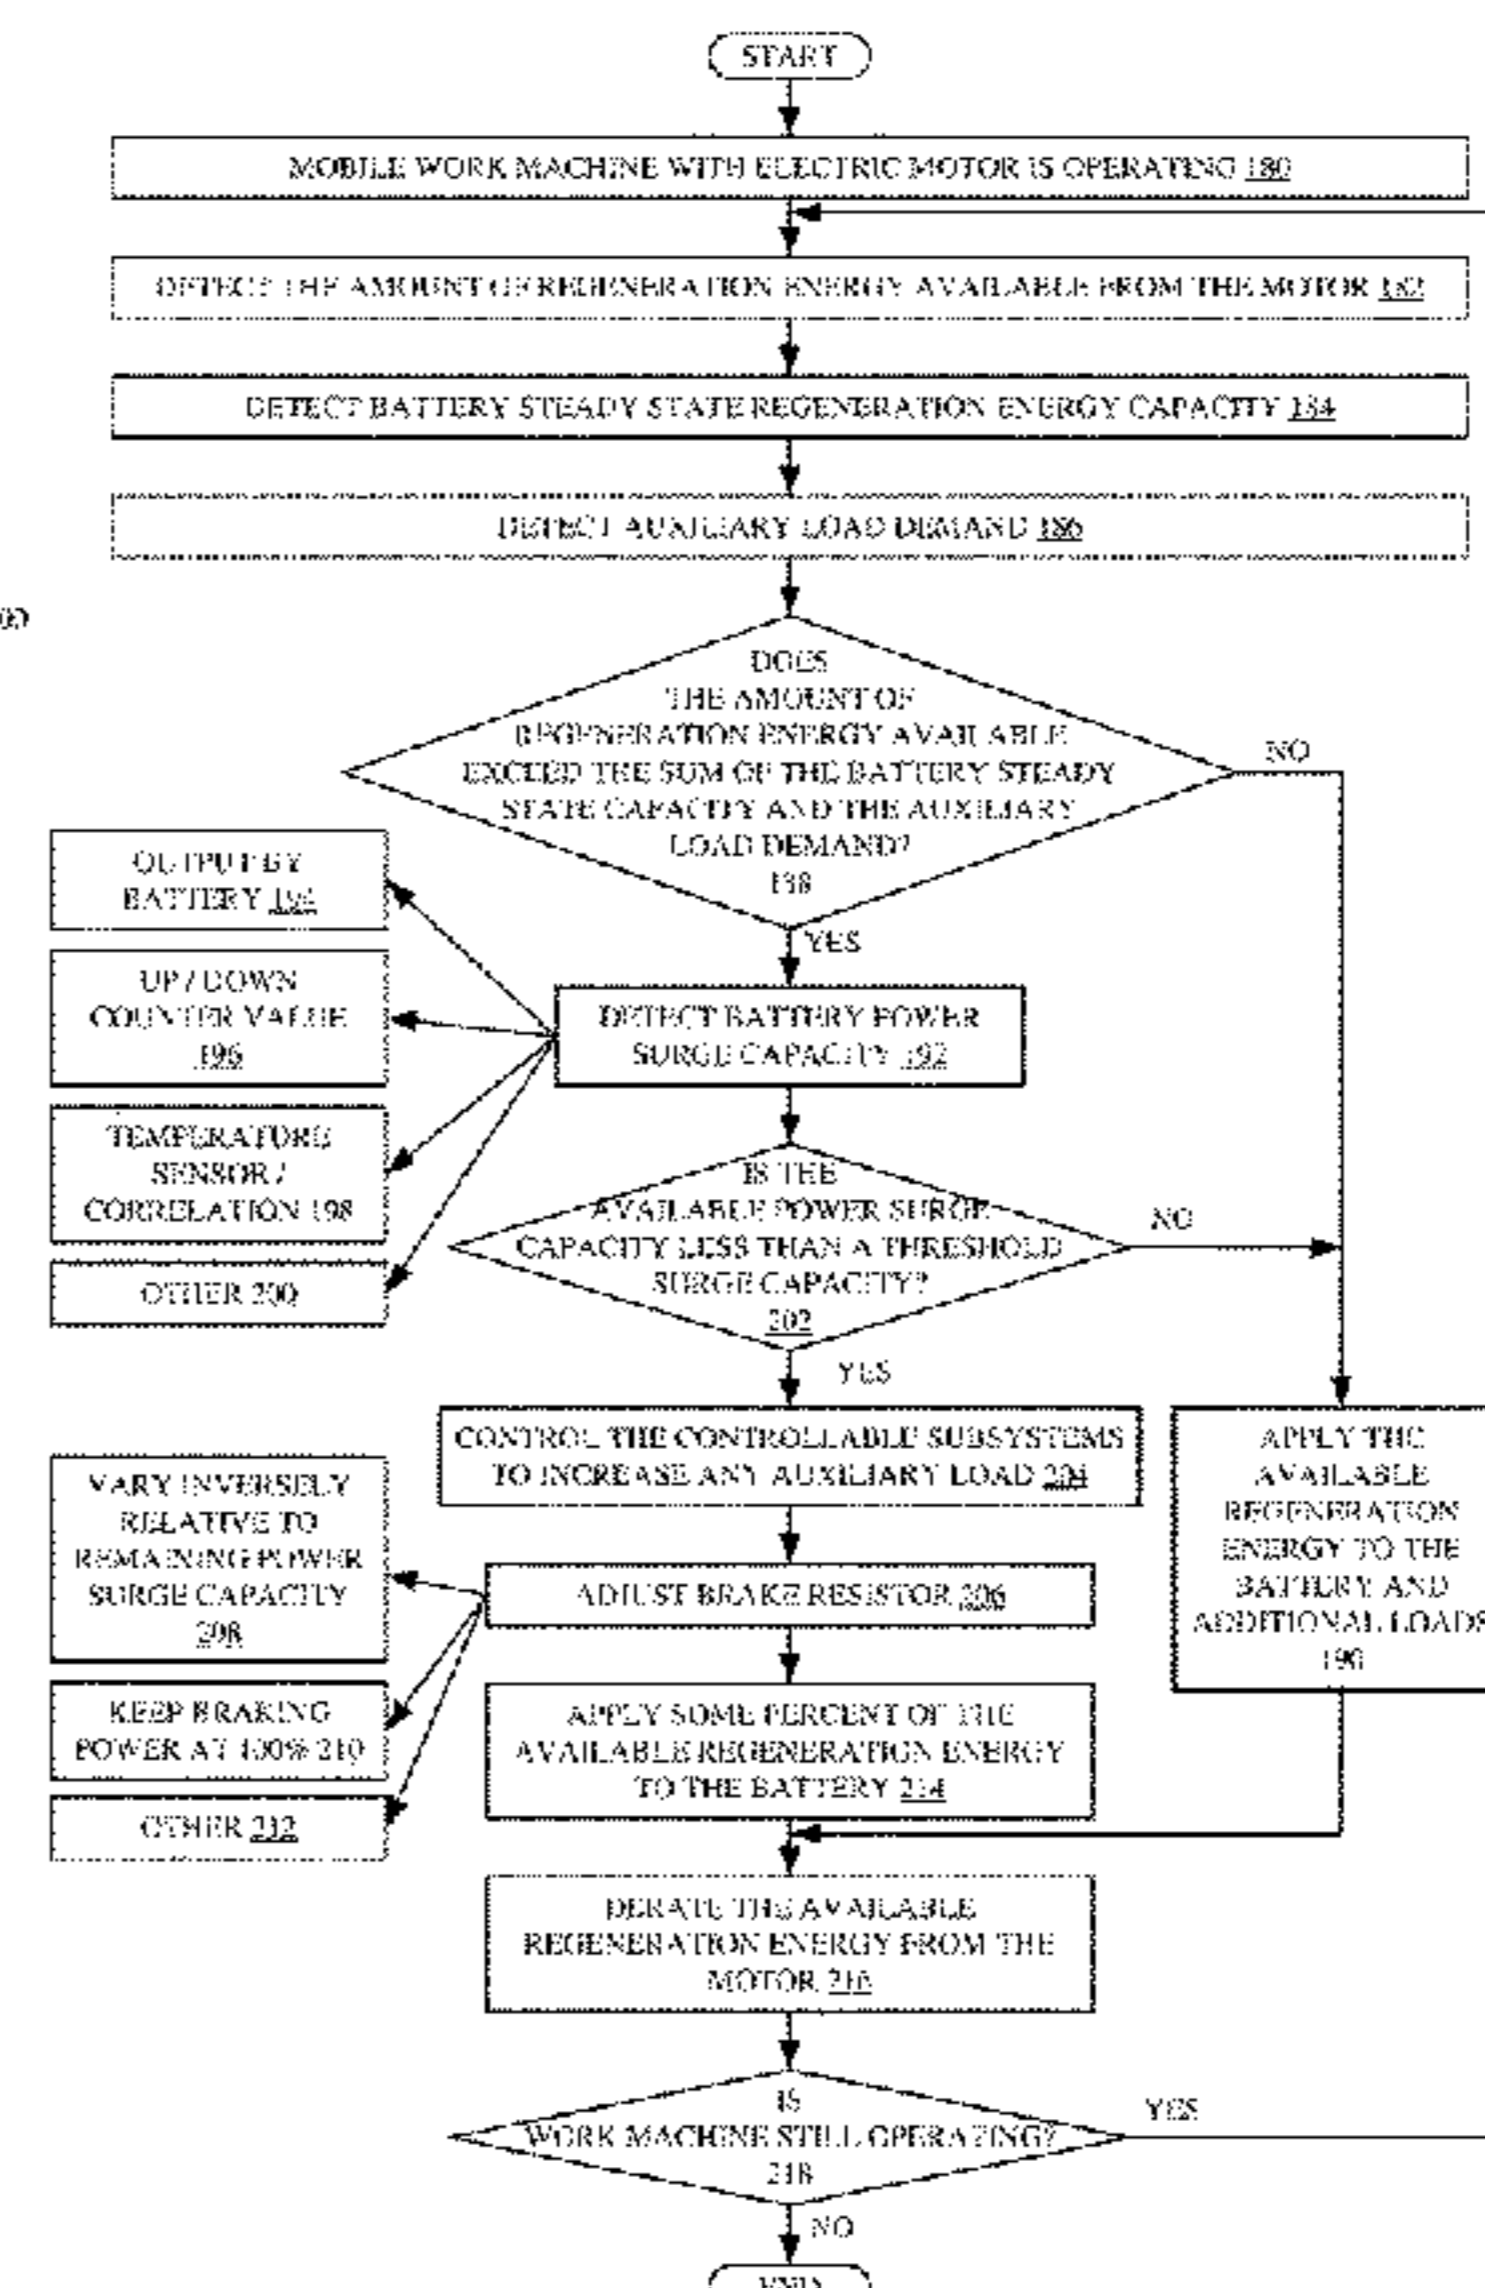 START
MOBILE WORK MACHINE WITH ELECTRIC MOTOR IS OPERATING 180
DETECT THE AMOUNT OF REGENERATION ENERGY AVAILABLE FROM THE MOTOR 182
DETECT BATTERY STEADY STATE REGENERATION ENERGY CAPACITY 184
DETECT AUXILIARY LOAD DEMAND 186
DOES
THE AMOUNT OF
REGENERATION ENERGY AVAILABLE
EXCEED THE SUM OF THE BATTERY STEADY
STATE CAPACITY AND THE AUXILIARY
LOAD DEMAND?
188
NO
YES
OUTPUT BY
BATTERY 194
UP / DOWN
COUNTER VALUE
196
TEMPERATURE
SENSOR /
CORRELATION 198
OTHER 200
DETECT BATTERY POWER
SURGE CAPACITY 192
IS THE
AVAILABLE POWER SURGE
CAPACITY LESS THAN A THRESHOLD
SURGE CAPACITY?
202
NO
YES
CONTROL THE CONTROLLABLE SUBSYSTEMS
TO INCREASE ANY AUXILIARY LOAD 204
APPLY THE
AVAILABLE
REGENERATION
ENERGY TO THE
BATTERY AND
ADDITIONAL LOADS
190
VARY INVERSELY
RELATIVE TO
REMAINING POWER
SURGE CAPACITY
208
KEEP BRAKING
POWER AT 100% 210
OTHER 212
ADJUST BRAKE RESISTOR 206
APPLY SOME PERCENT OF THE
AVAILABLE REGENERATION ENERGY
TO THE BATTERY 214
DERATE THE AVAILABLE
REGENERATION ENERGY FROM THE
MOTOR 216
IS
WORK MACHINE STILL OPERATING?
218
YES
NO
END